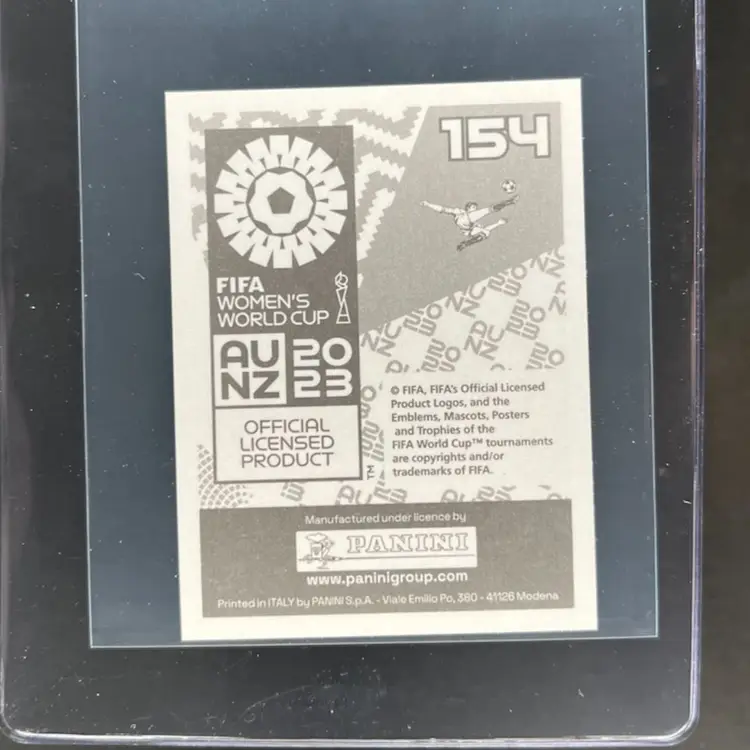 154
FIFA
WOMEN'S
WORLD CUP
AU 20
NZ 23
OFFICIAL
LICENSED
PRODUCT
TM
© FIFA, FIFA's Official Licensed
Product Logos, and the
Emblems, Mascots, Posters
and Trophies of the
FIFA World Cup™ tournaments
are copyrights and/or
trademarks of FIFA.
Manufactured under licence by
PANINI
www.paninigroup.com
Printed in ITALY by PANINI S.p.A. - Viale Emilio Po, 380 - 41126 Modena